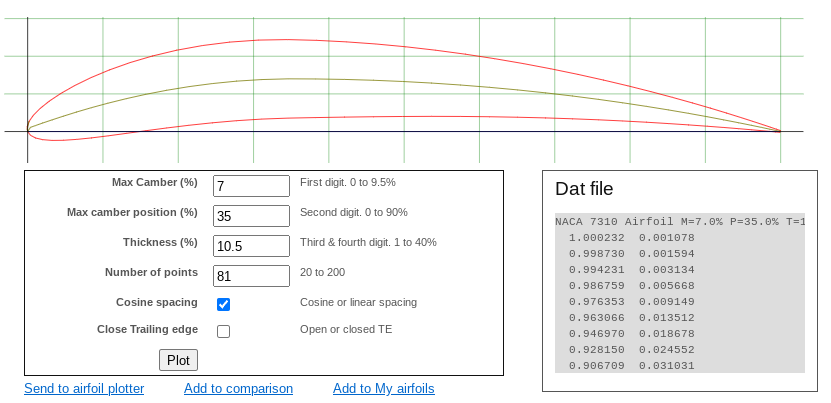 Max Camber (%) 7 First digit. 0 to 9.5%
Max camber position (%) 35 Second digit. 0 to 90%
Thickness (%) 10.5 Third & fourth digit. 1 to 40%
Number of points 81 20 to 200
Cosine spacing Cosine or linear spacing
Close Trailing edge Open or closed TE
Plot
Send to airfoil plotter Add to comparison Add to My airfoils
Dat file
NACA 7310 Airfoil M=7.0% P=35.0% T=1
1.000232 0.001078
0.998730 0.001594
0.994231 0.003134
0.986759 0.005668
0.976353 0.009149
0.963066 0.013512
0.946970 0.018678
0.928150 0.024552
0.906709 0.031031